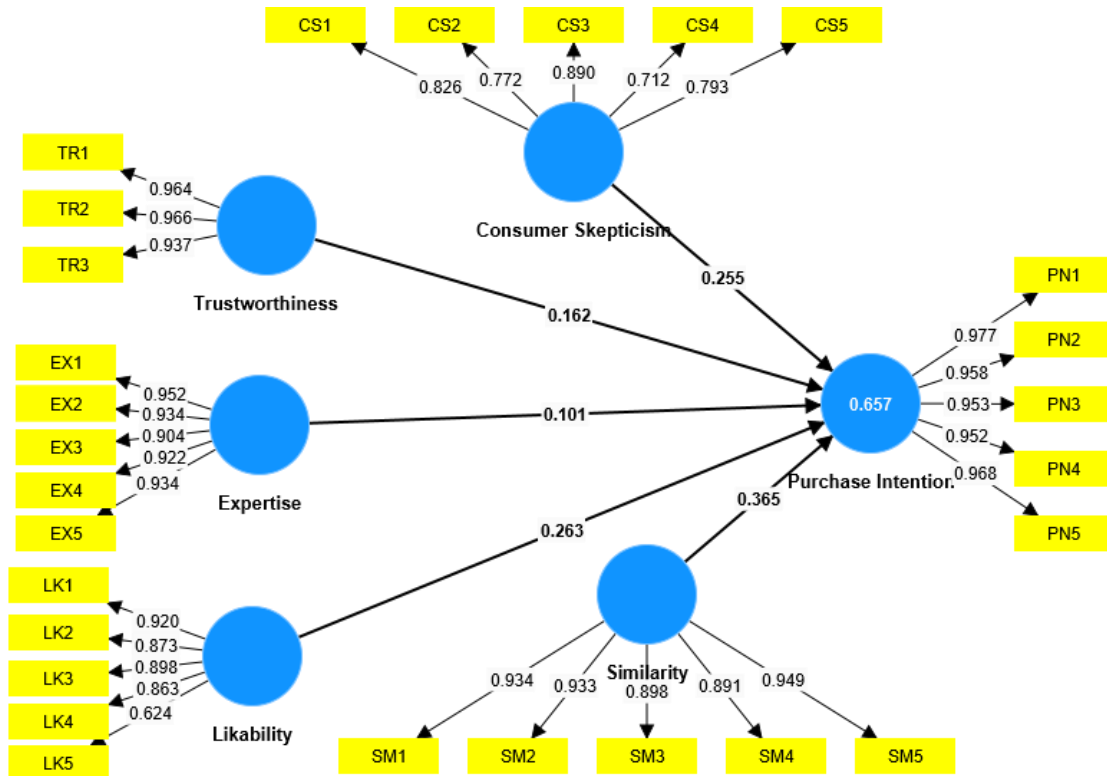 CS1 CS2 CS3 CS4 CS5
0.826 0.772 0.890 0.712 0.793
Consumer Skepticism
TR1
TR2
TR3
0.964
0.966
0.937
Trustworthiness
0.255
0.162
EX1
EX2
EX3
EX4
EX5
0.952
0.934
0.904
0.922
0.934
Expertise
0.101
0.263
0.365
LK1
LK2
LK3
LK4
LK5
0.920
0.873
0.898
0.863
0.624
Likability
Similarity
0.934 0.933 0.898 0.891 0.949
SM1 SM2 SM3 SM4 SM5
0.657
Purchase Intention.
0.977
0.958
0.953
0.952
0.968
PN1
PN2
PN3
PN4
PN5